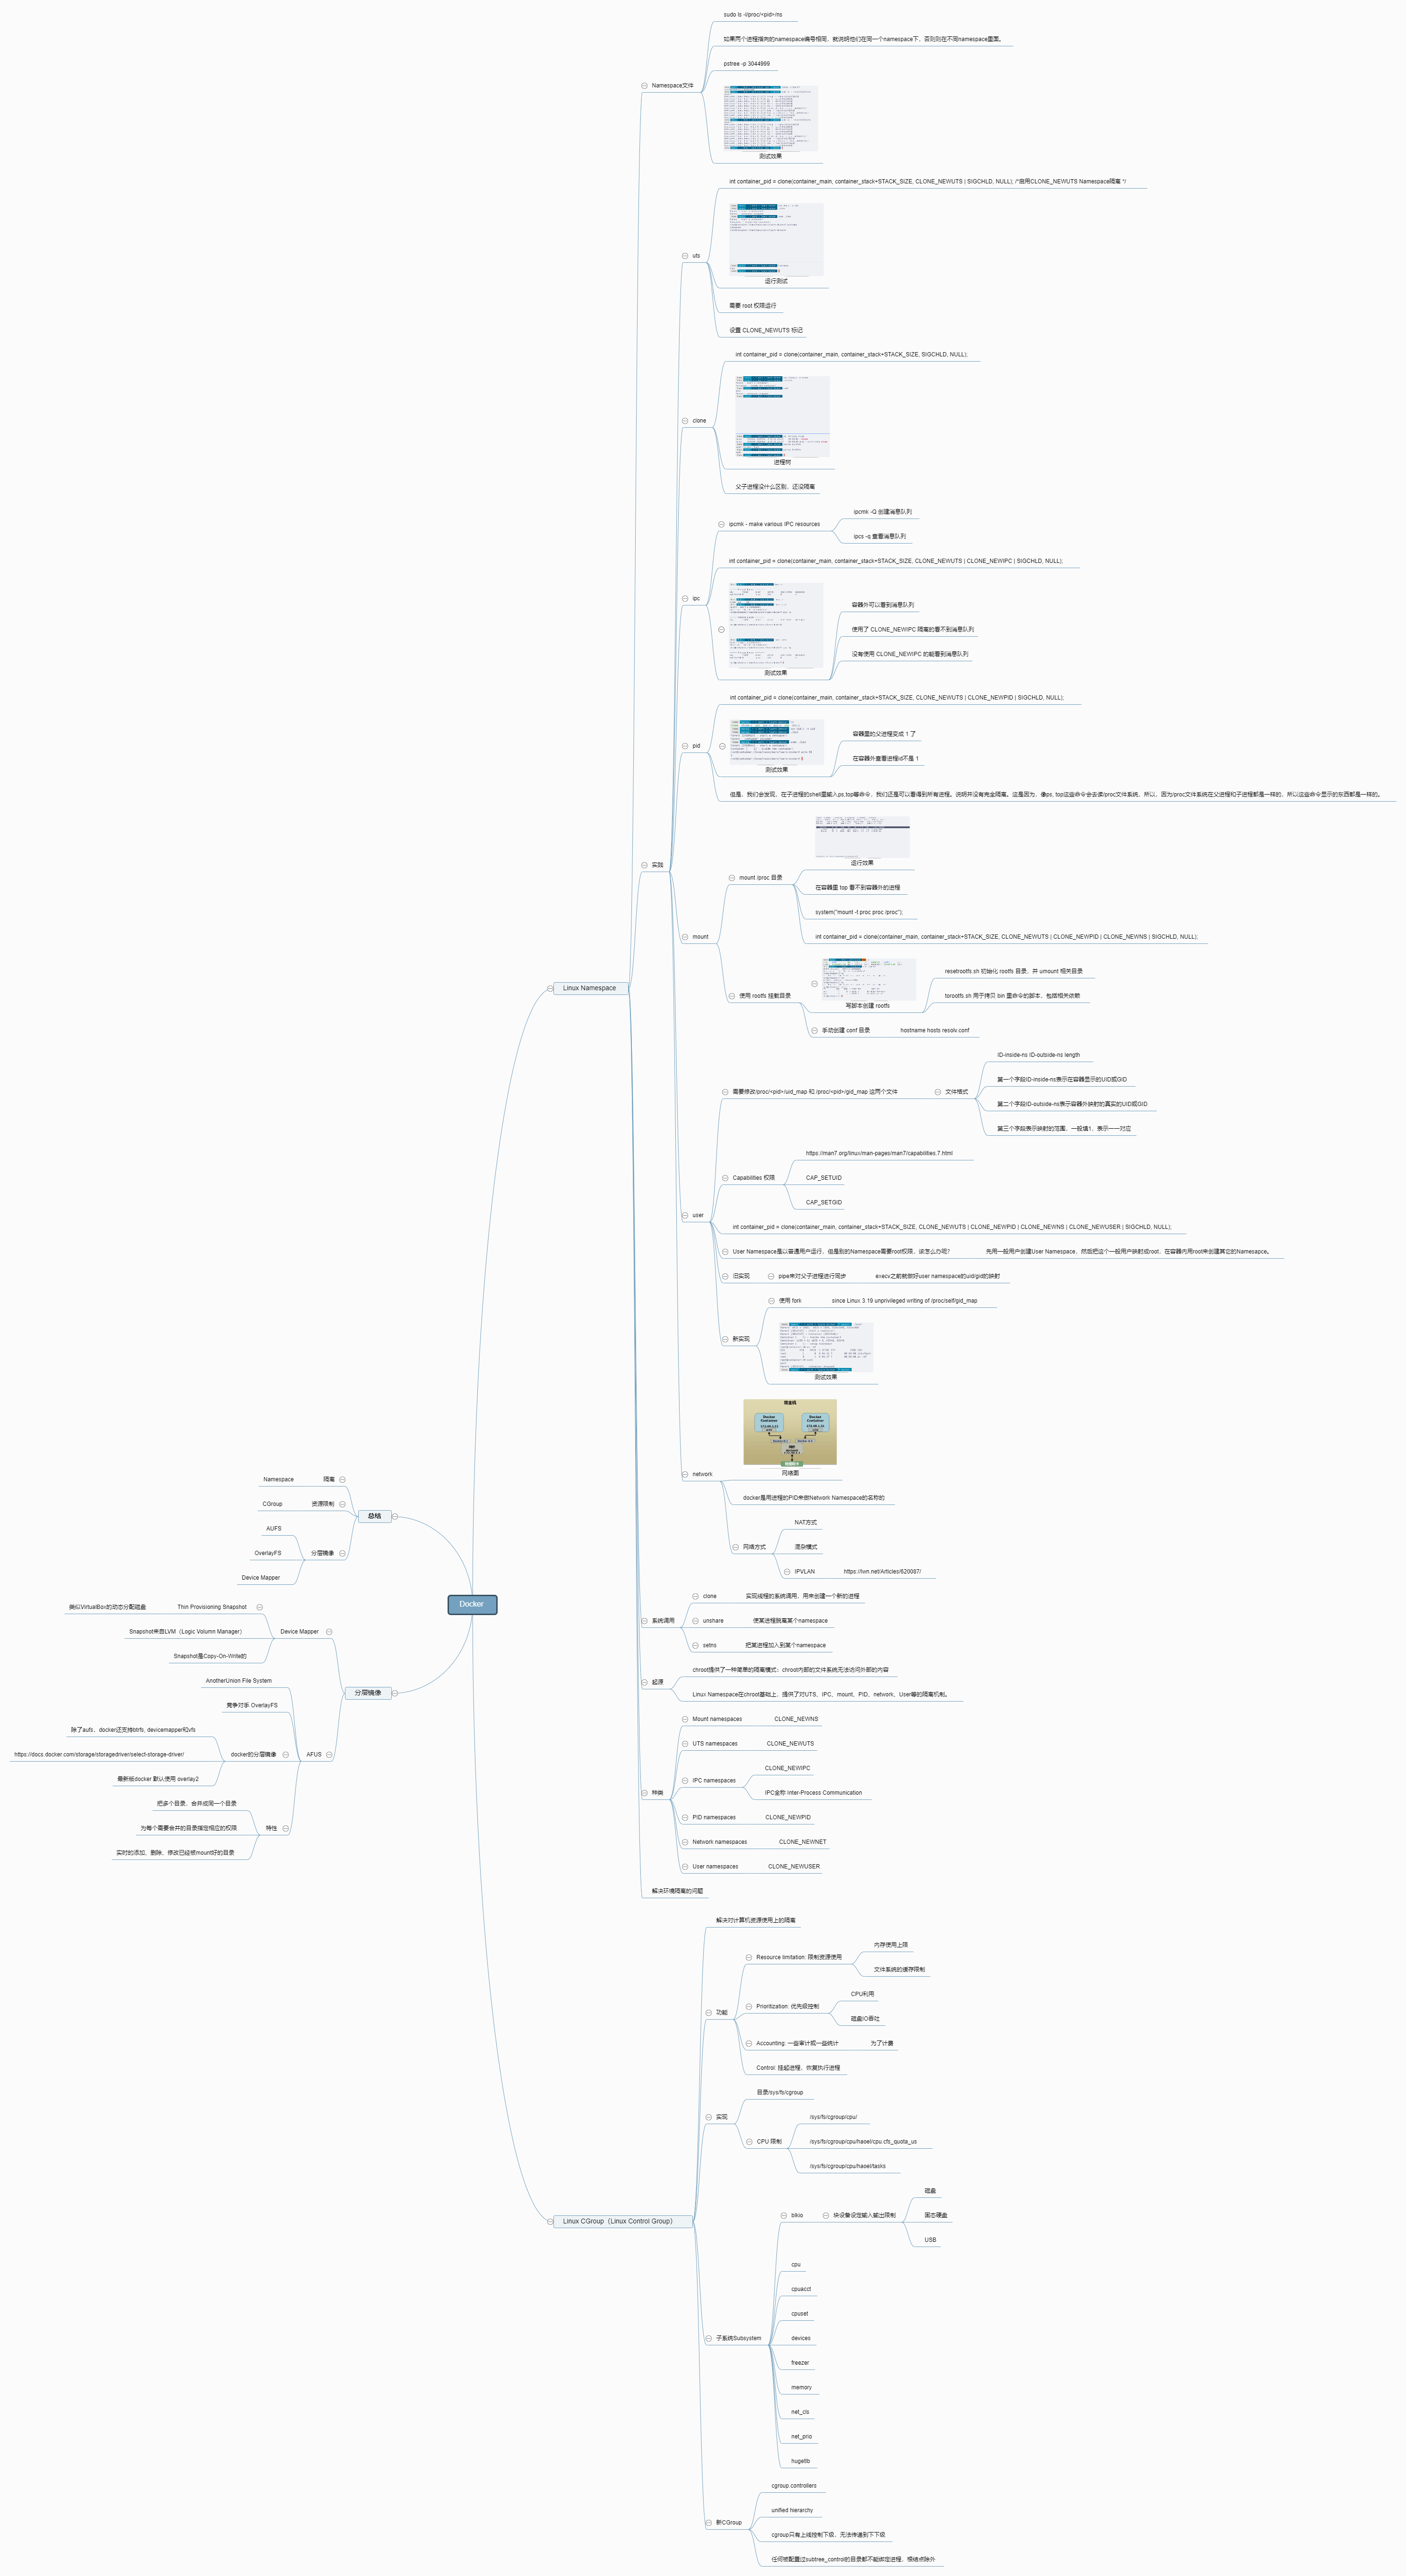 Docker
Linux Namespace
Namespace文件
sudo ls -l/proc/<pid>/ns
如果两个进程指向的namespace编号相同，就说明他们在同一个namespace下，否则则在不同namespace里面。
pstree -p 3044999
测试效果
实践
uts
int container_pid = clone(container_main, container_stack+STACK_SIZE, CLONE_NEWUTS | SIGCHLD, NULL); /*启用CLONE_NEWUTS Namespace隔离 */
运行测试
需要 root 权限运行
设置 CLONE_NEWUTS 标记
clone
int container_pid = clone(container_main, container_stack+STACK_SIZE, SIGCHLD, NULL);
进程树
父子进程没什么区别，还没隔离
ipc
ipcmk - make various IPC resources
ipcmk -Q 创建消息队列
ipcs -q 查看消息队列
int container_pid = clone(container_main, container_stack+STACK_SIZE, CLONE_NEWUTS | CLONE_NEWIPC | SIGCHLD, NULL);
测试效果
容器外可以看到消息队列
使用了 CLONE_NEWIPC 隔离的看不到消息队列
没有使用 CLONE_NEWIPC 的能看到消息队列
pid
int container_pid = clone(container_main, container_stack+STACK_SIZE, CLONE_NEWUTS | CLONE_NEWPID | SIGCHLD, NULL);
测试效果
容器里的父进程变成 1 了
在容器外查看进程id不是 1
但是，我们会发现，在子进程的shell里输入ps,top等命令，我们还是可以看得到所有进程。说明并没有完全隔离。这是因为，像ps, top这些命令会去读/proc文件系统，所以，因为/proc文件系统在父进程和子进程都是一样的，所以这些命令显示的东西都是一样的。
mount
mount /proc 目录
运行效果
在容器里 top 看不到容器外的进程
system("mount -t proc proc /proc");
int container_pid = clone(container_main, container_stack+STACK_SIZE, CLONE_NEWUTS | CLONE_NEWPID | CLONE_NEWNS | SIGCHLD, NULL);
使用 rootfs 挂载目录
写脚本创建 rootfs
resetrootfs.sh 初始化 rootfs 目录，并 umount 相关目录
torootfs.sh 用于拷贝 bin 里命令的脚本，包括相关依赖
手动创建 conf 目录
hostname hosts resolv.conf
user
需要修改/proc/<pid>/uid_map 和 /proc/<pid>/gid_map 这两个文件
文件格式
ID-inside-ns ID-outside-ns length
第一个字段ID-inside-ns表示在容器显示的UID或GID
第二个字段ID-outside-ns表示容器外映射的真实的UID或GID
第三个字段表示映射的范围，一般填1，表示一一对应
Capabilities 权限
https://man7.org/linux/man-pages/man7/capabilities.7.html
CAP_SETUID
CAP_SETGID
int container_pid = clone(container_main, container_stack+STACK_SIZE, CLONE_NEWUTS | CLONE_NEWPID | CLONE_NEWNS | CLONE_NEWUSER | SIGCHLD, NULL);
User Namespace是以普通用户运行，但是别的Namespace需要root权限，该怎么办呢？
先用一般用户创建User Namespace，然后把这个一般用户映射成root，在容器内用root来创建其它的Namesapce。
旧实现
pipe来对父子进程进行同步
execv之前就做好user namespace的uid/gid的映射
新实现
使用 fork
since Linux 3.19 unprivileged writing of /proc/self/gid_map
测试效果
network
Docker Container
Docker Container
网络图
docker是用进程的PID来做Network Namespace的名称的
网络方式
NAT方式
混杂模式
IPVLAN
https://lwn.net/Articles/620087/
系统调用
clone
实现线程的系统调用，用来创建一个新的进程
unshare
使某进程脱离某个namespace
setns
把某进程加入到某个namespace
起源
chroot提供了一种简单的隔离模式：chroot内部的文件系统无法访问外部的内容
Linux Namespace在chroot基础上，提供了对UTS、IPC、mount、PID、network、User等的隔离机制。
种类
Mount namespaces
CLONE_NEWNS
UTS namespaces
CLONE_NEWUTS
IPC namespaces
CLONE_NEWIPC
IPC全称 Inter-Process Communication
PID namespaces
CLONE_NEWPID
Network namespaces
CLONE_NEWNET
User namespaces
CLONE_NEWUSER
解决环境隔离的问题
Linux CGroup（Linux Control Group）
解决对计算机资源使用上的隔离
功能
Resource limitation: 限制资源使用
内存使用上限
文件系统的缓存限制
Prioritization: 优先级控制
CPU利用
磁盘IO吞吐
Accounting: 一些审计或一些统计
为了计费
Control: 挂起进程，恢复执行进程
实现
目录/sys/fs/cgroup
CPU 限制
/sys/fs/cgroup/cpu/
/sys/fs/cgroup/cpu/haoel/cpu.cfs_quota_us
/sys/fs/cgroup/cpu/haoel/tasks
子系统Subsystem
blkio
块设备设定输入输出限制
磁盘
固态硬盘
USB
cpu
cpuacct
cpuset
devices
freezer
memory
net_cls
net_prio
hugetlb
新CGroup
cgroup.controllers
unified hierarchy
cgroup只有上线控制下级，无法传递到下下级
任何被配置过subtree_control的目录都不能绑定进程，根结点除外
总结
隔离
Namespace
资源限制
CGroup
分层镜像
AUFS
OverlayFS
Device Mapper
分层镜像
Device Mapper
Thin Provisioning Snapshot
类似VirtualBox的动态分配磁盘
Snapshot来自LVM（Logic Volumn Manager）
Snapshot是Copy-On-Write的
AFUS
AnotherUnion File System
竞争对手 OverlayFS
docker的分层镜像
除了aufs，docker还支持btrfs, devicemapper和vfs
https://docs.docker.com/storage/storagedriver/select-storage-driver/
最新版docker 默认使用 overlay2
特性
把多个目录，合并成同一个目录
为每个需要合并的目录指定相应的权限
实时的添加、删除、修改已经被mount好的目录